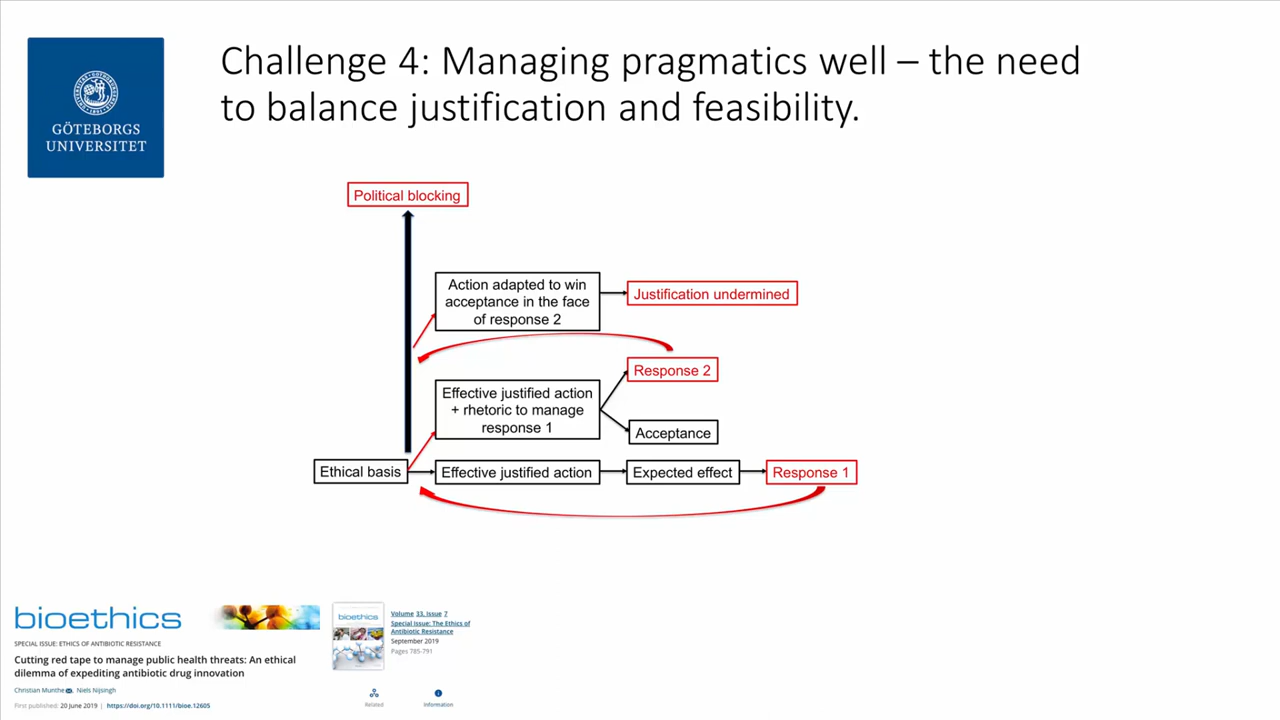 Challenge 4: Managing pragmatics well – the need
to balance justification and feasibility.
GÖTEBORGS
UNIVERSITET
Political blocking
Action adapted to win
acceptance in the face
of response 2
Justification undermined
Response 2
Effective justified action
+ rhetoric to manage
response 1
Acceptance
Ethical basis
Effective justified action
Expected effect
Response 1
bioethics
SPECIAL ISSUE: ETHICS OF ANTIBIOTIC RESISTANCE
Cutting red tape to manage public health threats: An ethical
dilemma of expediting antibiotic drug innovation
Christian Munthe, Niels Nijsingh
First published: 20 June 2019 | https://doi.org/10.1111/bioe.12605
bioethics
Volume 33, Issue 7
Special Issue: The Ethics of
Antibiotic Resistance
September 2019
Pages 785-791
Related
Information